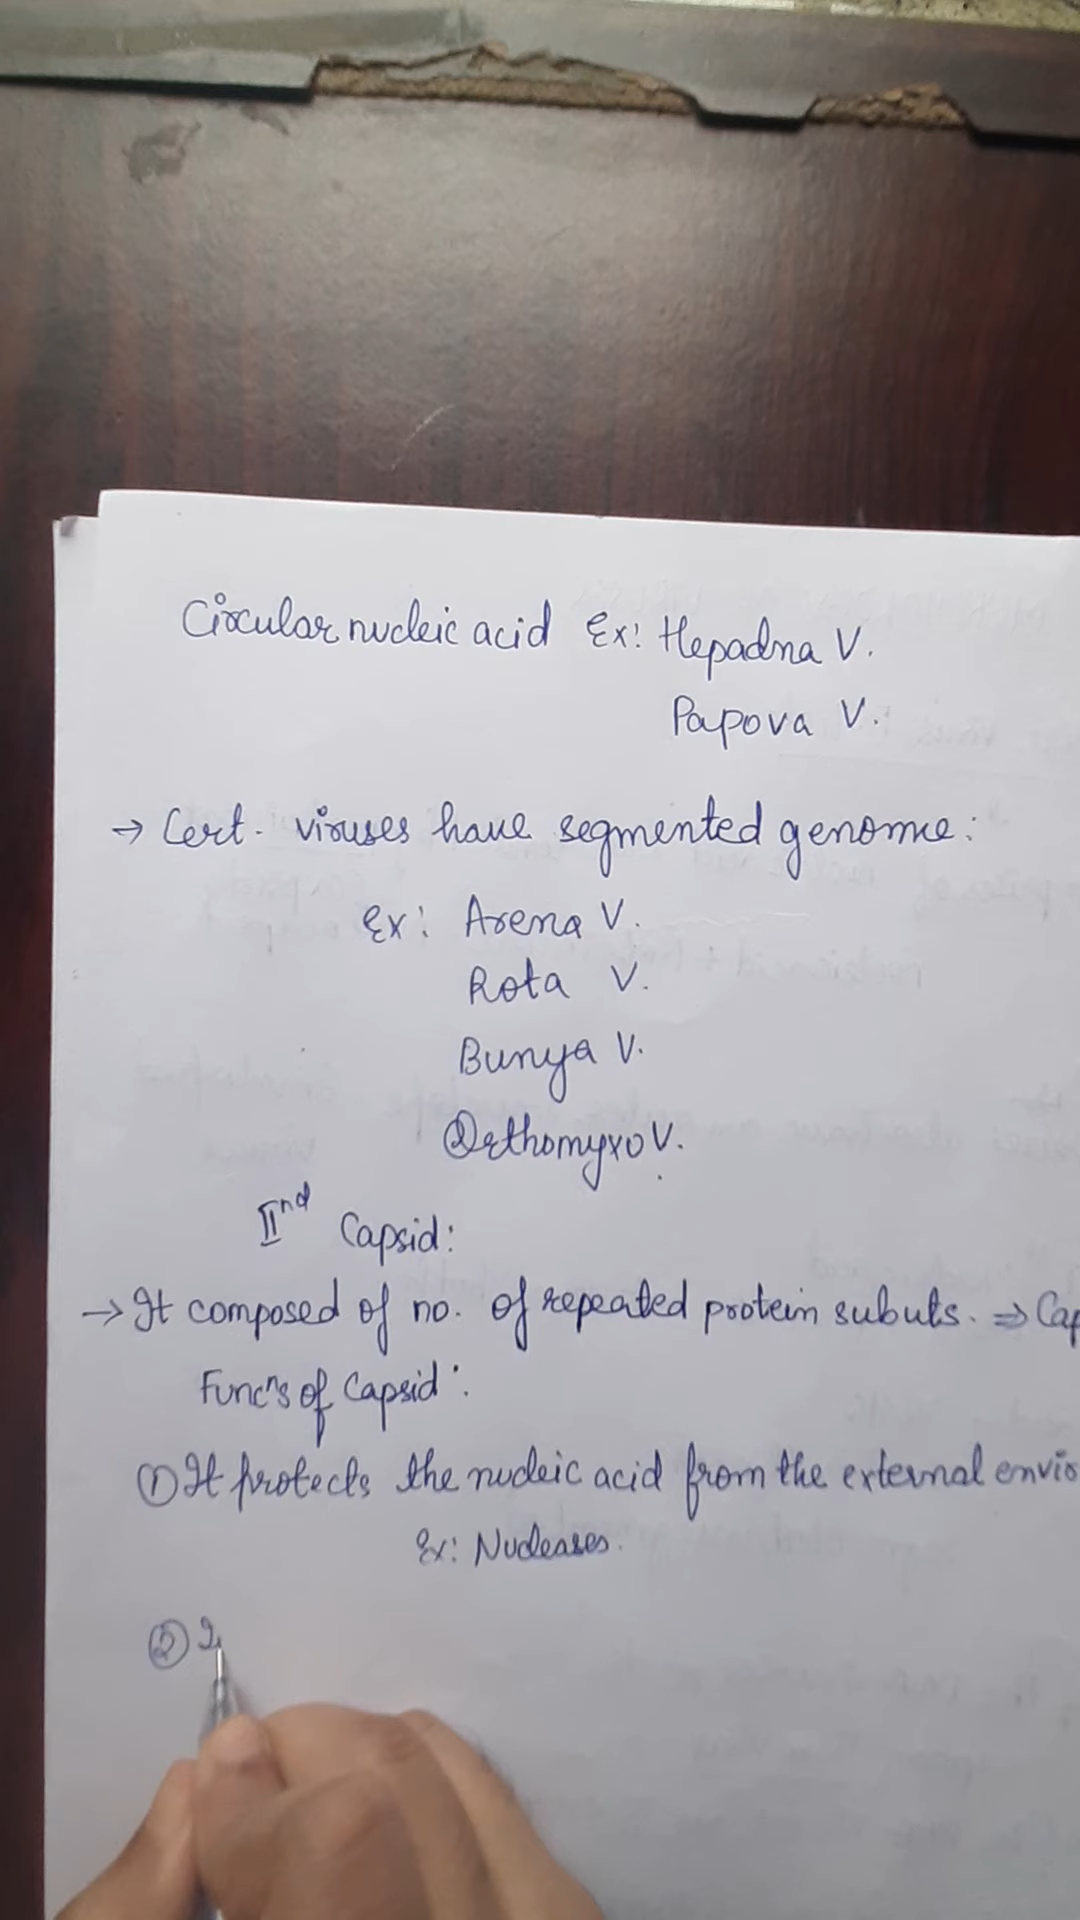 Circular nucleic acid Ex: Hepadna V.
Papova V.
→ Cert. viruses have segmented genome:
Ex: Arena V.
Rota V.
Bunya V.
Orthomyxo V.
IInd Capsid:
→ It composed of no. of repeated protein subuts. ⇒ Cap
Func's of Capsid:
① It protects the nucleic acid from the external enviro
Ex: Nucleases.
②